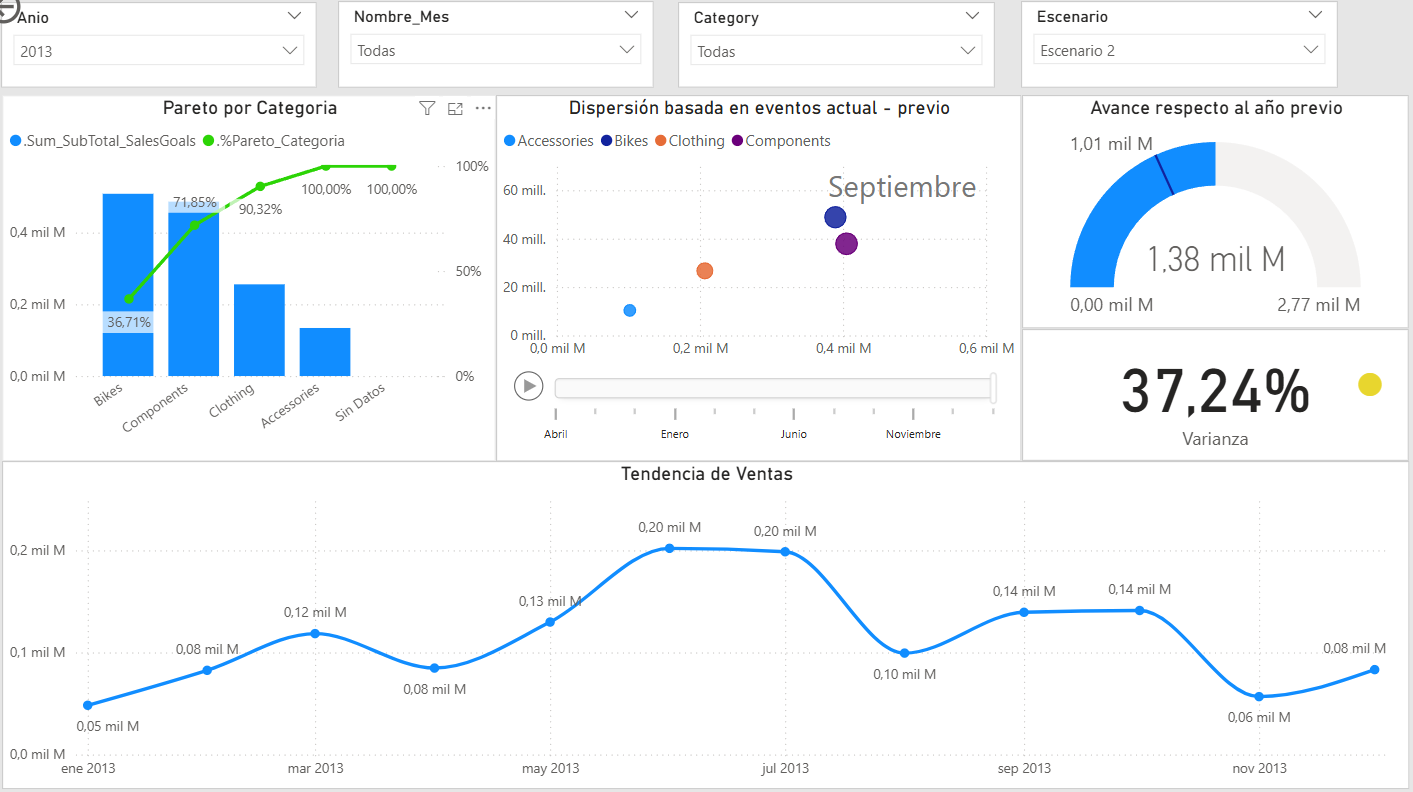 Anio
Nombre_Mes
Category
Escenario
2013
Todas
Todas
Escenario 2
Pareto por Categoria
.Sum_SubTotal_SalesGoals
.%Pareto_Categoria
100%
50%
0%
0,4 mil M
0,2 mil M
0,0 mil M
36,71%
71,85%
90,32%
100,00%
100,00%
Bikes
Components
Clothing
Accessories
Sin Datos
Dispersión basada en eventos actual - previo
Accessories
Bikes
Clothing
Components
Septiembre
60 mill.
40 mill.
20 mill.
0 mill.
0,0 mil M
0,2 mil M
0,4 mil M
0,6 mil M
Abril
Enero
Junio
Noviembre
Avance respecto al año previo
1,01 mil M
1,38 mil M
0,00 mil M
2,77 mil M
37,24%
Varianza
Tendencia de Ventas
0,2 mil M
0,1 mil M
0,0 mil M
0,05 mil M
0,08 mil M
0,12 mil M
0,08 mil M
0,13 mil M
0,20 mil M
0,20 mil M
0,10 mil M
0,14 mil M
0,14 mil M
0,06 mil M
0,08 mil M
ene 2013
mar 2013
may 2013
jul 2013
sep 2013
nov 2013